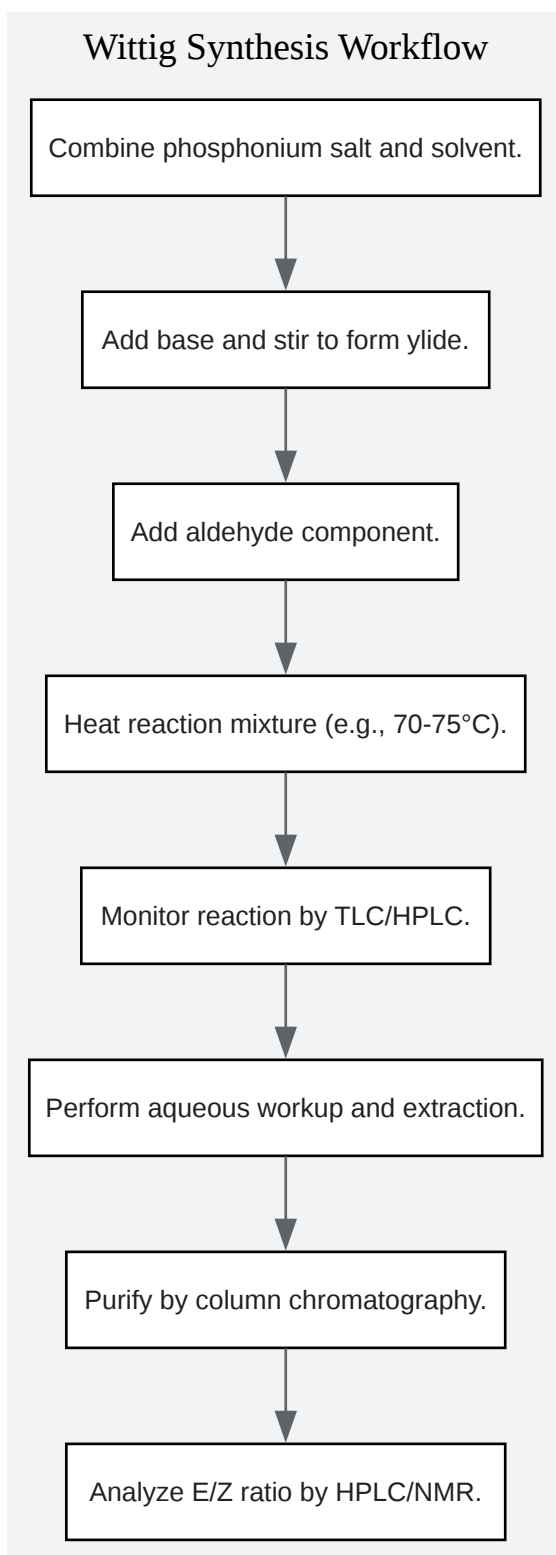 Wittig Synthesis Workflow
Combine phosphonium salt and solvent.
Add base and stir to form ylide.
Add aldehyde component.
Heat reaction mixture (e.g., 70-75°C).
Monitor reaction by TLC/HPLC.
Perform aqueous workup and extraction.
Purify by column chromatography.
Analyze E/Z ratio by HPLC/NMR.